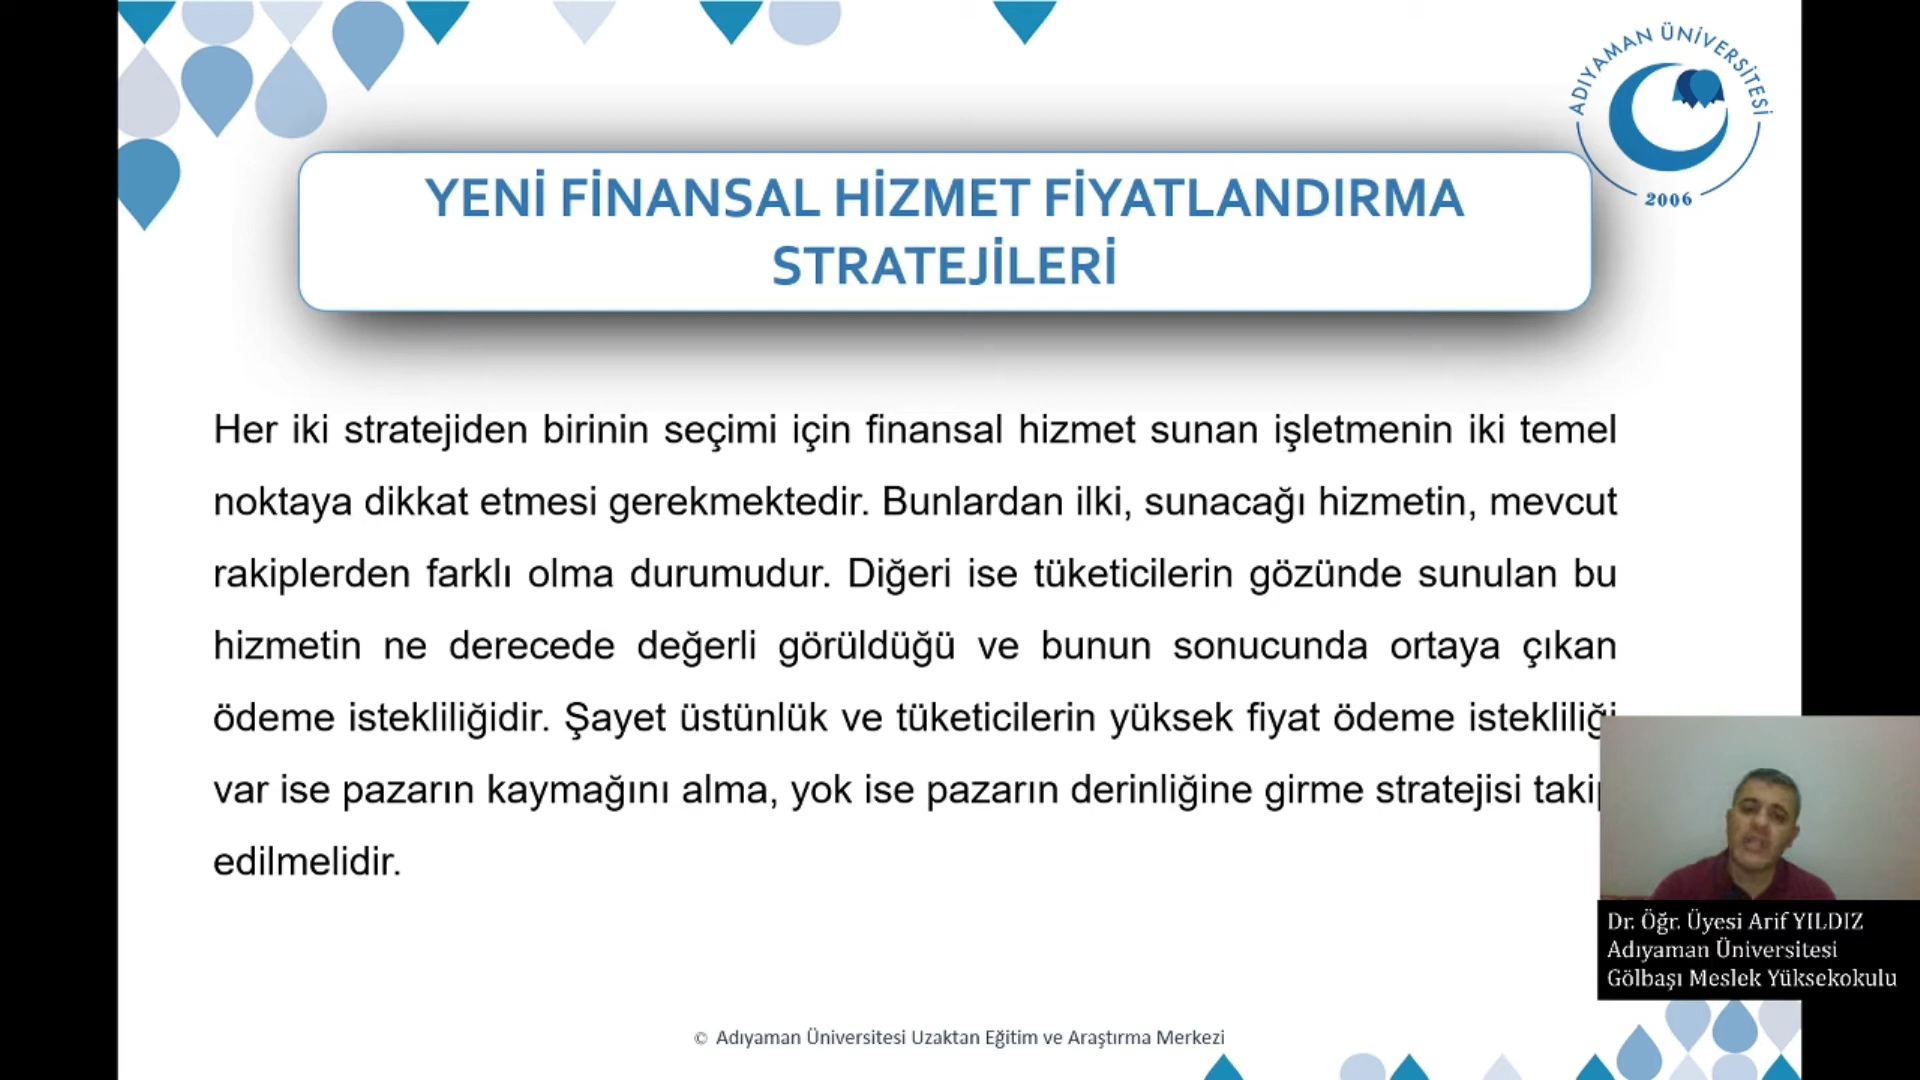 ADIYAMAN ÜNİVERSİTESİ
2006
YENİ FİNANSAL HİZMET FİYATLANDIRMA
STRATEJİLERİ
Her iki stratejiden birinin seçimi için finansal hizmet sunan işletmenin iki temel
noktaya dikkat etmesi gerekmektedir. Bunlardan ilki, sunacağı hizmetin, mevcut
rakiplerden farklı olma durumudur. Diğeri ise tüketicilerin gözünde sunulan bu
hizmetin ne derecede değerli görüldüğü ve bunun sonucunda ortaya çıkan
ödeme istekliliğidir. Şayet üstünlük ve tüketicilerin yüksek fiyat ödeme istekliliği
var ise pazarın kaymağını alma, yok ise pazarın derinliğine girme stratejisi takip
edilmelidir.
Dr. Öğr. Üyesi Arif YILDIZ
Adıyaman Üniversitesi
Gölbaşı Meslek Yüksekokulu
© Adıyaman Üniversitesi Uzaktan Eğitim ve Araştırma Merkezi